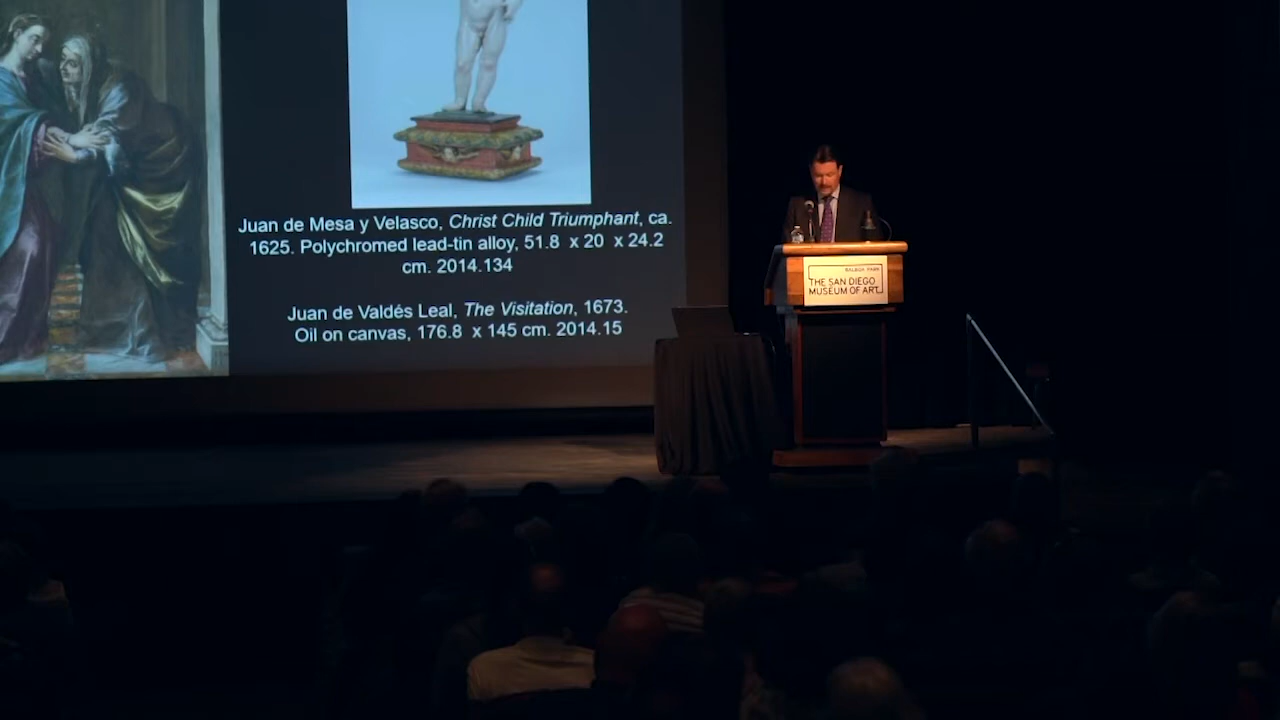 Juan de Mesa y Velasco, Christ Child Triumphant, ca.
1625. Polychromed lead-tin alloy, 51.8 x 20 x 24.2
cm. 2014.134
Juan de Valdés Leal, The Visitation, 1673.
Oil on canvas, 176.8 x 145 cm. 2014.15
BALBOA PARK
THE SAN DIEGO
MUSEUM OF ART